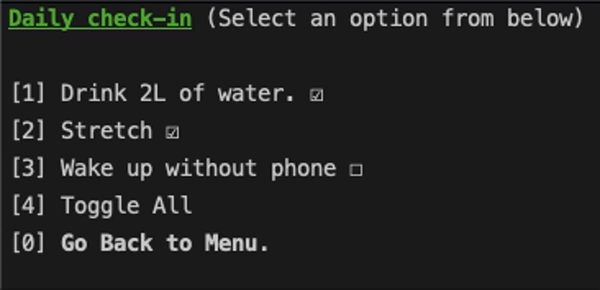 Daily check-in (Select an option from below)
[1] Drink 2L of water. ☑
[2] Stretch ☑
[3] Wake up without phone ☐
[4] Toggle All
[0] Go Back to Menu.